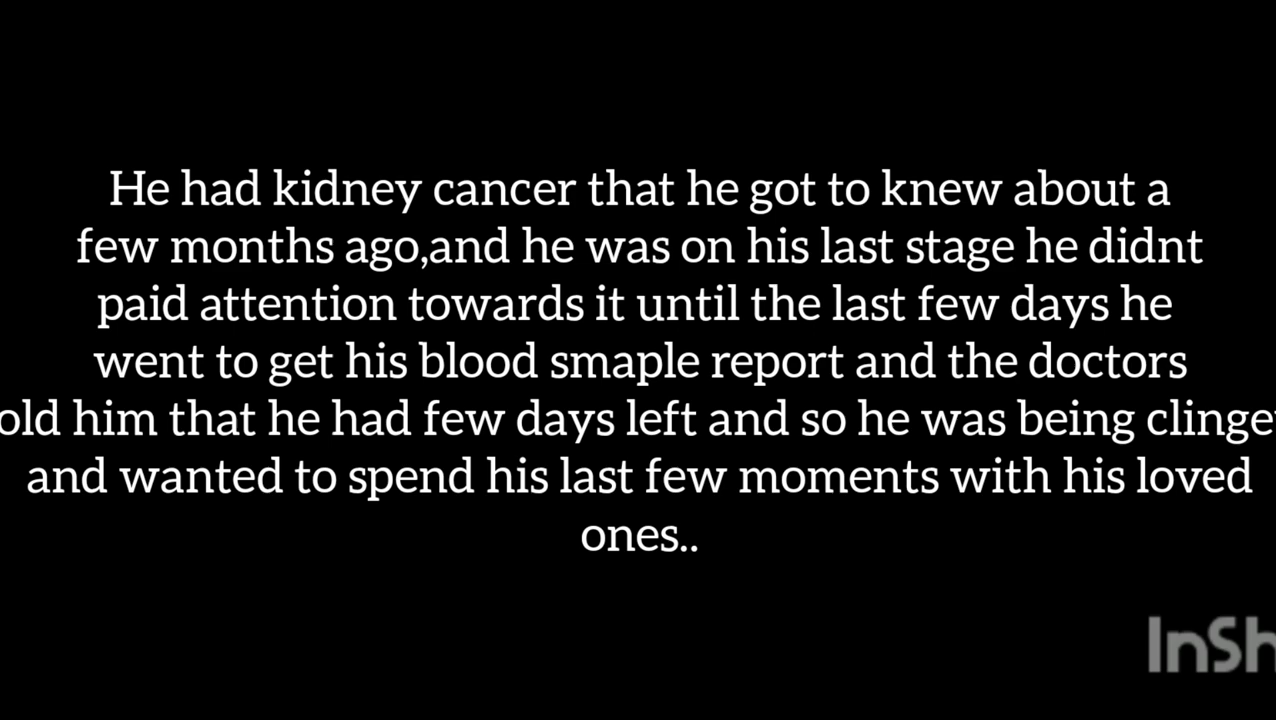 He had kidney cancer that he got to knew about a
few months ago,and he was on his last stage he didnt
paid attention towards it until the last few days he
went to get his blood smaple report and the doctors
old him that he had few days left and so he was being clinge
and wanted to spend his last few moments with his loved
ones..
InSh